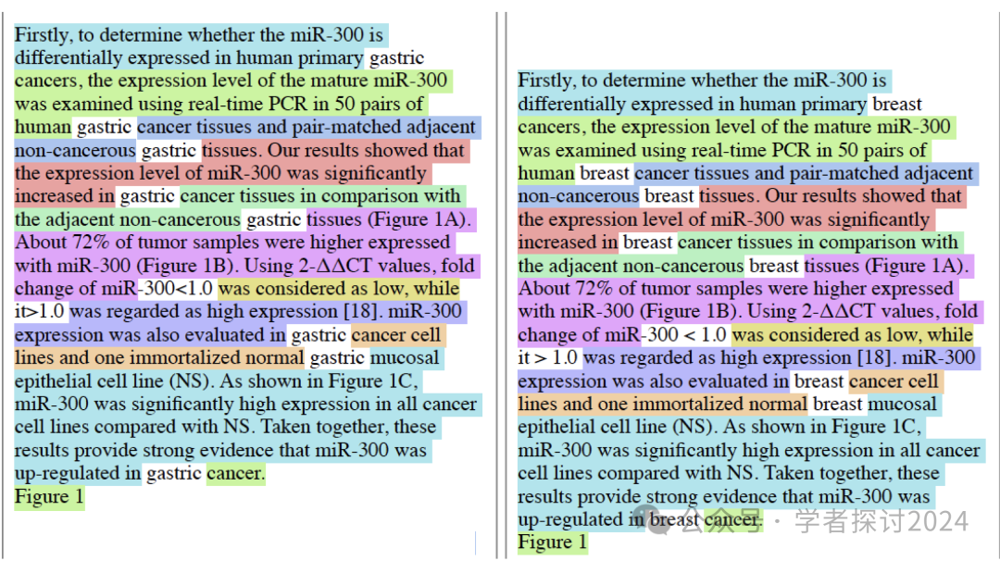 Firstly, to determine whether the miR-300 is
differentially expressed in human primary gastric
cancers, the expression level of the mature miR-300
was examined using real-time PCR in 50 pairs of
human gastric cancer tissues and pair-matched adjacent
non-cancerous gastric tissues. Our results showed that
the expression level of miR-300 was significantly
increased in gastric cancer tissues in comparison with
the adjacent non-cancerous gastric tissues (Figure 1A).
About 72% of tumor samples were higher expressed
with miR-300 (Figure 1B). Using 2-ΔΔCT values, fold
change of miR-300<1.0 was considered as low, while
it>1.0 was regarded as high expression [18]. miR-300
expression was also evaluated in gastric cancer cell
lines and one immortalized normal gastric mucosal
epithelial cell line (NS). As shown in Figure 1C,
miR-300 was significantly high expression in all cancer
cell lines compared with NS. Taken together, these
results provide strong evidence that miR-300 was
up-regulated in gastric cancer.
Figure 1
Firstly, to determine whether the miR-300 is
differentially expressed in human primary breast
cancers, the expression level of the mature miR-300
was examined using real-time PCR in 50 pairs of
human breast cancer tissues and pair-matched adjacent
non-cancerous breast tissues. Our results showed that
the expression level of miR-300 was significantly
increased in breast cancer tissues in comparison with
the adjacent non-cancerous breast tissues (Figure 1A).
About 72% of tumor samples were higher expressed
with miR-300 (Figure 1B). Using 2-ΔΔCT values, fold
change of miR-300 < 1.0 was considered as low, while
it > 1.0 was regarded as high expression [18]. miR-300
expression was also evaluated in breast cancer cell
lines and one immortalized normal breast mucosal
epithelial cell line (NS). As shown in Figure 1C,
miR-300 was significantly high expression in all cancer
cell lines compared with NS. Taken together, these
results provide strong evidence that miR-300 was
up-regulated in breast cancer.
Figure 1
公众号 · 学者探讨2024